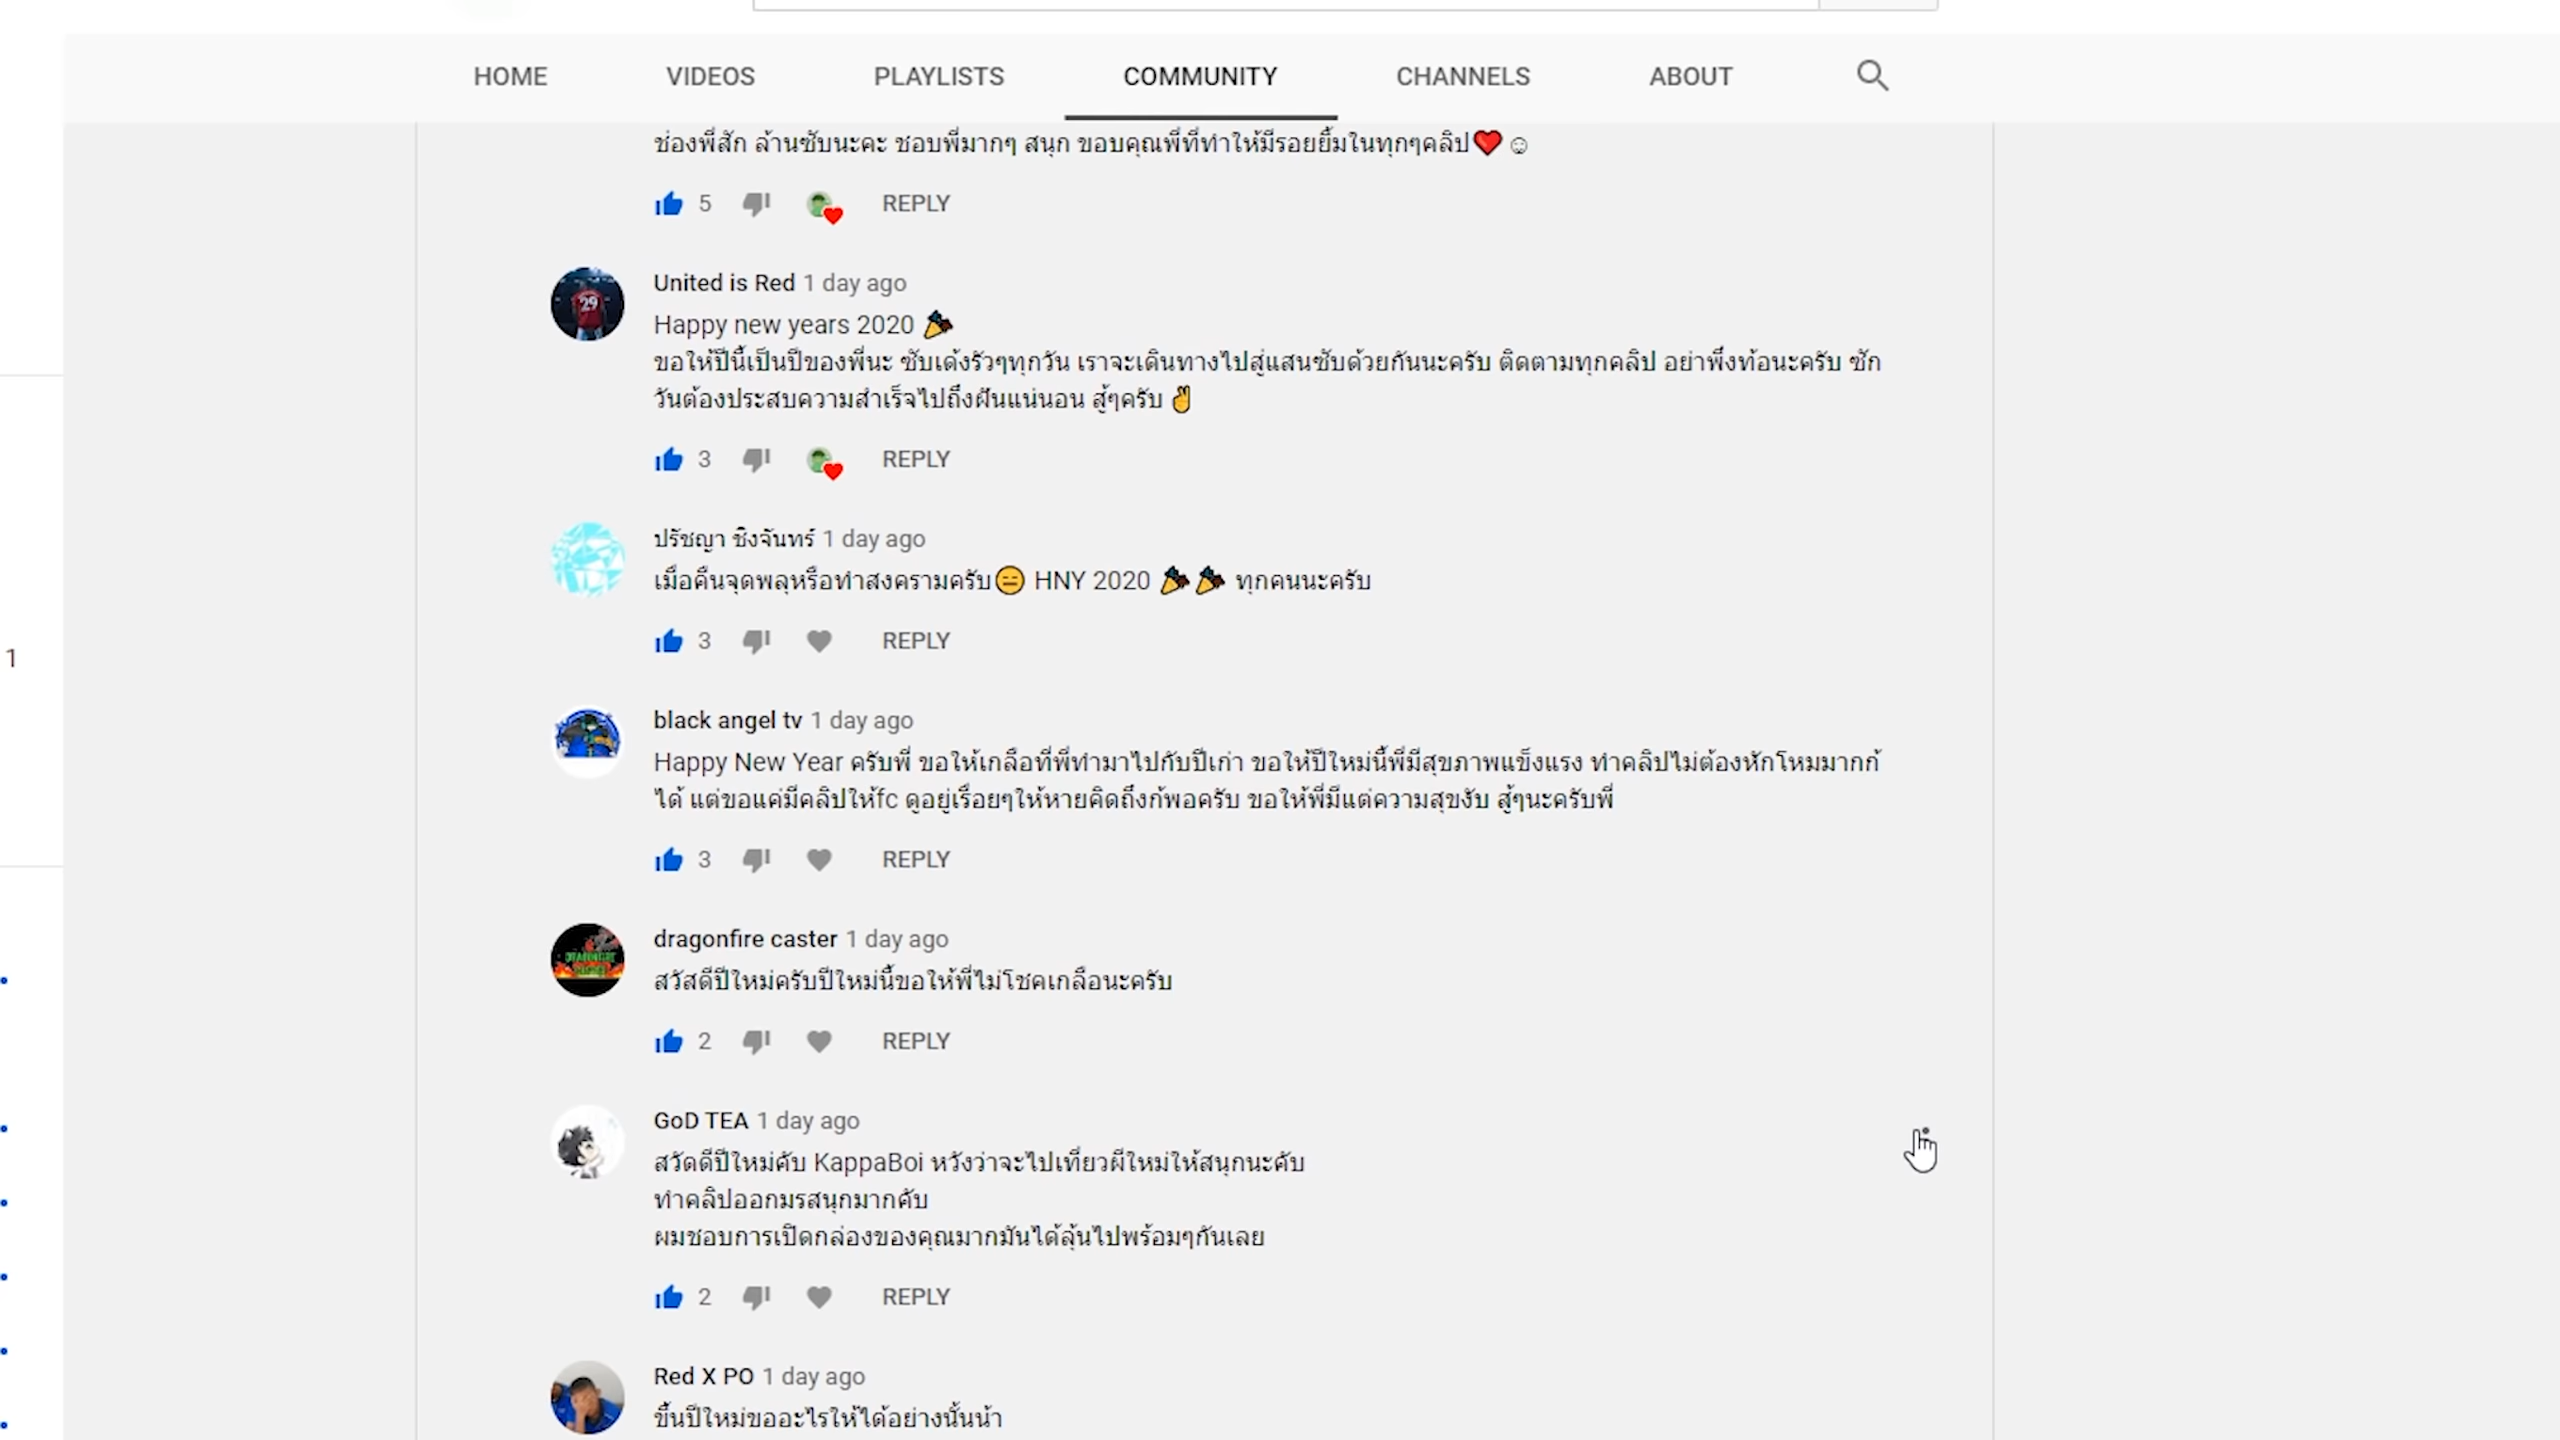 HOME VIDEOS PLAYLISTS COMMUNITY CHANNELS ABOUT
ช่องพี่สัก ล้านซับนะคะ ชอบพี่มากๆ สนุก ขอบคุณพี่ที่ทำให้มีรอยยิ้มในทุกๆคลิป❤️☺
5 REPLY
United is Red 1 day ago
Happy new years 2020 🎉
ขอให้ปีนี้เป็นปีของพี่นะ ซับเด้งรัวๆทุกวัน เราจะเดินทางไปสู่แสนซับด้วยกันนะครับ ติดตามทุกคลิป อย่าพึ่งท้อนะครับ ซัก
วันต้องประสบความสำเร็จไปถึงฝันแน่นอน สู้ๆครับ ✌
3 REPLY
ปรัชญา ชิงจันทร์ 1 day ago
เมื่อคืนจุดพลุหรือทำสงครามครับ😑 HNY 2020 🎉🎉 ทุกคนนะครับ
3 REPLY
black angel tv 1 day ago
Happy New Year ครับพี่ ขอให้เกลือที่พี่ทำมาไปกับปีเก่า ขอให้ปีใหม่นี้พี่มีสุขภาพแข็งแรง ทำคลิปไม่ต้องหักโหมมากก้
ได้ แต่ขอแค่มีคลิปให้fc ดูอยู่เรื่อยๆให้หายคิดถึงก้พอครับ ขอให้พี่มีแต่ความสุขงับ สู้ๆนะครับพี่
3 REPLY
dragonfire caster 1 day ago
สวัสดีปีใหม่ครับปีใหม่นี้ขอให้พี่ไม่โชคเกลือนะครับ
2 REPLY
1
GoD TEA 1 day ago
สวัดดีปีใหม่คับ KappaBoi หวังว่าจะไปเที่ยวผีใหม่ให้สนุกนะคับ
ทำคลิปออกมรสนุกมากคับ
ผมชอบการเปิดกล่องของคุณมากมันได้ลุ้นไปพร้อมๆกันเลย
2 REPLY
Red X PO 1 day ago
ขึ้นปีใหม่ขออะไรให้ได้อย่างนั้นน้า